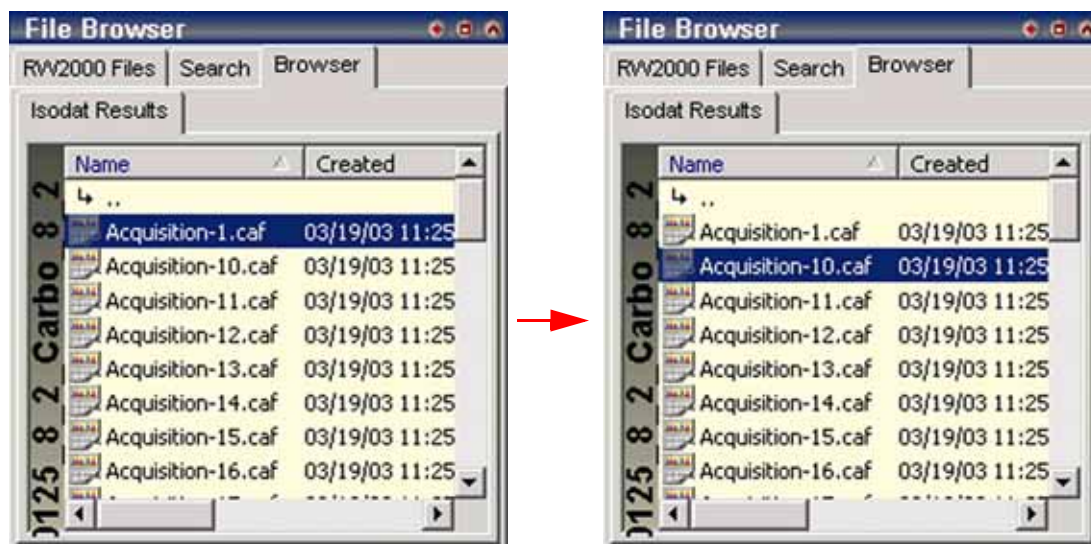 File Browser
RW2000 Files Search Browser
Isodat Results
Name Created
..
Acquisition-1.caf 03/19/03 11:25
Acquisition-10.caf 03/19/03 11:25
Acquisition-11.caf 03/19/03 11:25
Acquisition-12.caf 03/19/03 11:25
Acquisition-13.caf 03/19/03 11:25
Acquisition-14.caf 03/19/03 11:25
Acquisition-15.caf 03/19/03 11:25
Acquisition-16.caf 03/19/03 11:25
0125_8_2 Carbo 8 2
File Browser
RW2000 Files Search Browser
Isodat Results
Name Created
..
Acquisition-1.caf 03/19/03 11:25
Acquisition-10.caf 03/19/03 11:25
Acquisition-11.caf 03/19/03 11:25
Acquisition-12.caf 03/19/03 11:25
Acquisition-13.caf 03/19/03 11:25
Acquisition-14.caf 03/19/03 11:25
Acquisition-15.caf 03/19/03 11:25
Acquisition-16.caf 03/19/03 11:25
0125_8_2 Carbo 8 2